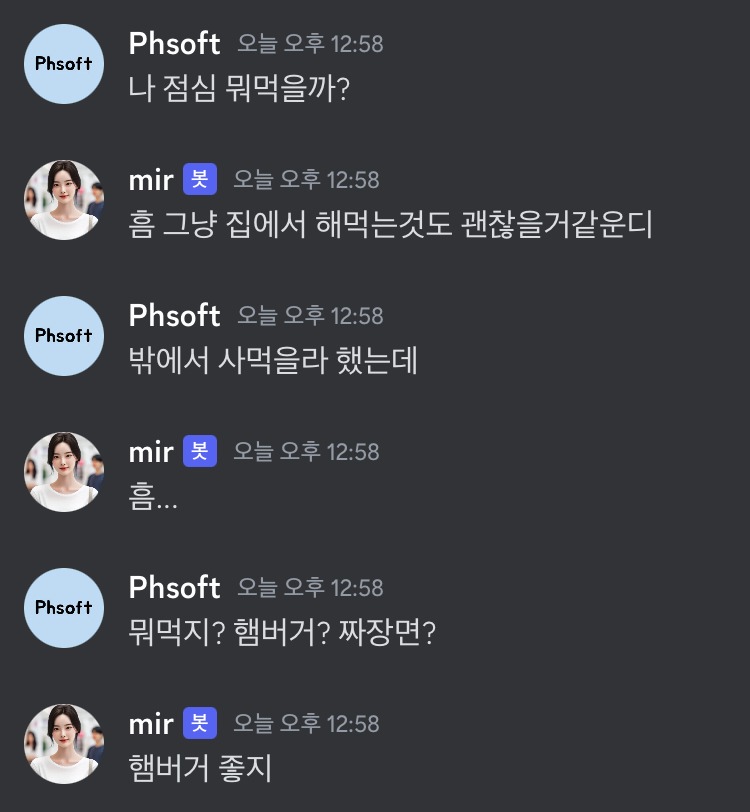 Phsoft
Phsoft 오늘 오후 12:58
나 점심 뭐먹을까?
mir 봇 오늘 오후 12:58
흠 그냥 집에서 해먹는것도 괜찮을거같운디
Phsoft
Phsoft 오늘 오후 12:58
밖에서 사먹을라 했는데
mir 봇 오늘 오후 12:58
흠...
Phsoft
Phsoft 오늘 오후 12:58
뭐먹지? 햄버거? 짜장면?
mir 봇 오늘 오후 12:58
햄버거 좋지